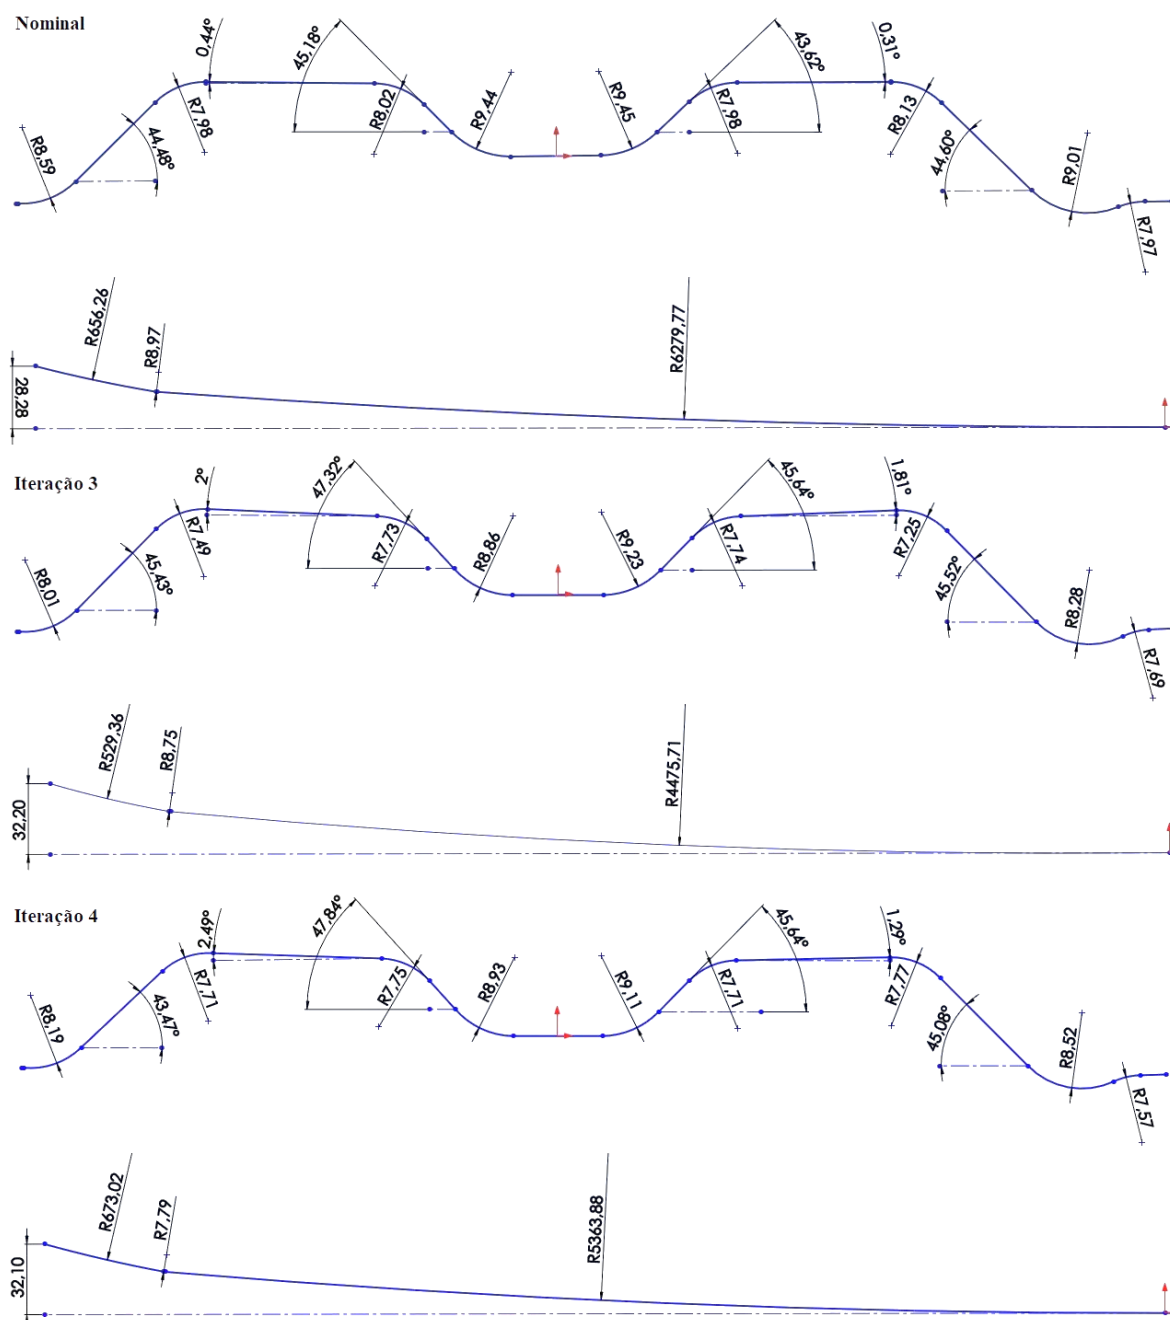 Nominal
0,44°
45,18°
43,62°
0,31°
R8,59
44,48°
R7,98
R8,02
R9,44
R9,45
R7,98
R8,13
44,60°
R9,01
R7,97
R656,26
R8,97
R6279,77
28,28
Iteração 3
2°
47,32°
45,64°
1,81°
R8,01
45,43°
R7,49
R7,73
R8,86
R9,23
R7,74
R7,25
45,52°
R8,28
R7,69
R529,36
R8,75
R4475,71
32,20
Iteração 4
2,49°
47,84°
45,64°
1,29°
R8,19
43,47°
R7,71
R7,75
R8,93
R9,11
R7,71
R7,77
45,08°
R8,52
R7,57
R673,02
R7,79
R5363,88
32,10